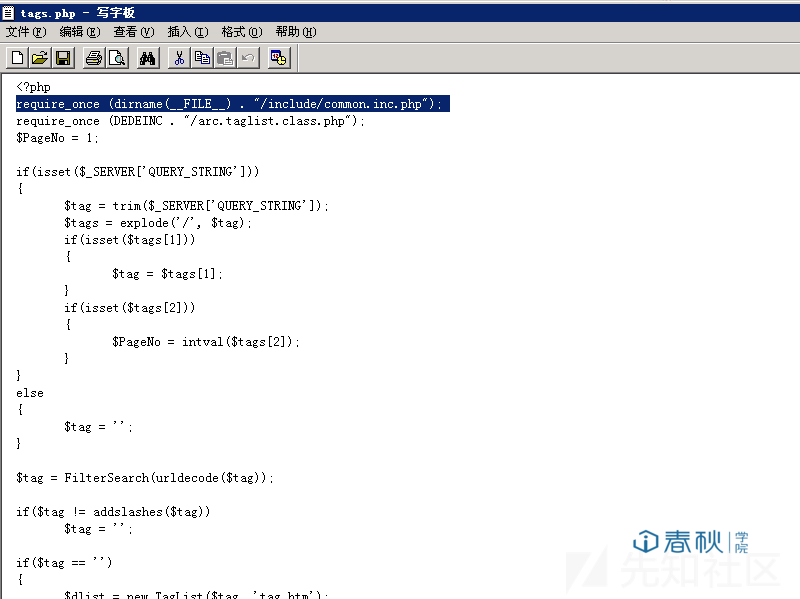 tags.php - 写字板
文件(F) 编辑(E) 查看(V) 插入(I) 格式(O) 帮助(H)
<?php
require_once (dirname(__FILE__) . "/include/common.inc.php");
require_once (DEDEINC . "/arc.taglist.class.php");
$PageNo = 1;
if(isset($_SERVER['QUERY_STRING']))
{
$tag = trim($_SERVER['QUERY_STRING']);
$tags = explode('/', $tag);
if(isset($tags[1]))
{
$tag = $tags[1];
}
if(isset($tags[2]))
{
$PageNo = intval($tags[2]);
}
}
else
{
$tag = '';
}
$tag = FilterSearch(urldecode($tag));
if($tag != addslashes($tag))
$tag = '';
if($tag == '')
{
$dlist = new TagList($tag, 'tag.htm');
春秋 学院
先知社区